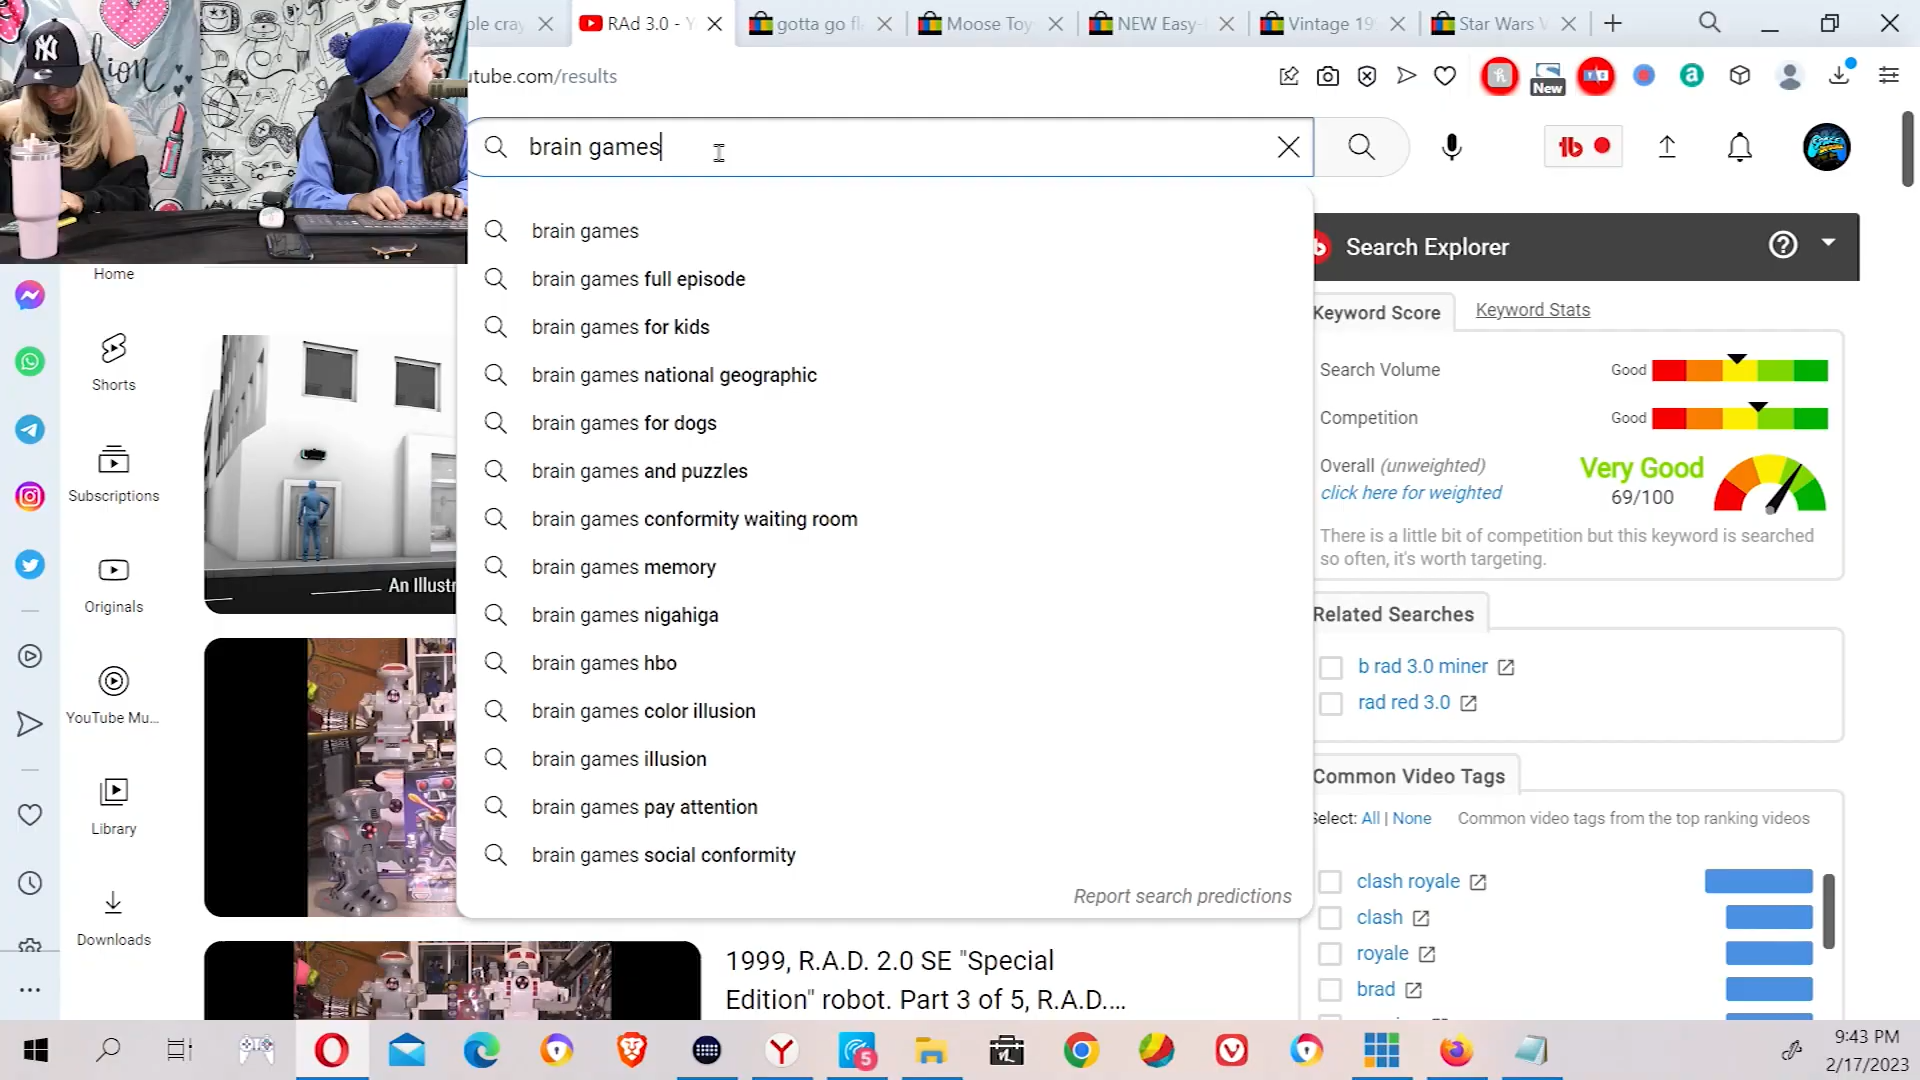 ple cray
RAd 3.0 - Y
gotta go fl
Moose Toy
NEW Easy-
Vintage 19
Star Wars V
utube.com/results
New
brain games
brain games
brain games full episode
brain games for kids
brain games national geographic
brain games for dogs
brain games and puzzles
brain games conformity waiting room
brain games memory
brain games nigahiga
brain games hbo
brain games color illusion
brain games illusion
brain games pay attention
brain games social conformity
Report search predictions
Home
Shorts
Subscriptions
Originals
YouTube Mu...
Library
Downloads
An Illustr
1999, R.A.D. 2.0 SE "Special
Edition" robot. Part 3 of 5, R.A.D....
Search Explorer
Keyword Score
Keyword Stats
Search Volume
Good
Competition
Good
Overall (unweighted)
click here for weighted
Very Good
69/100
There is a little bit of competition but this keyword is searched
so often, it's worth targeting.
Related Searches
b rad 3.0 miner
rad red 3.0
Common Video Tags
Select: All | None
Common video tags from the top ranking videos
clash royale
clash
royale
brad
5
9:43 PM
2/17/2023